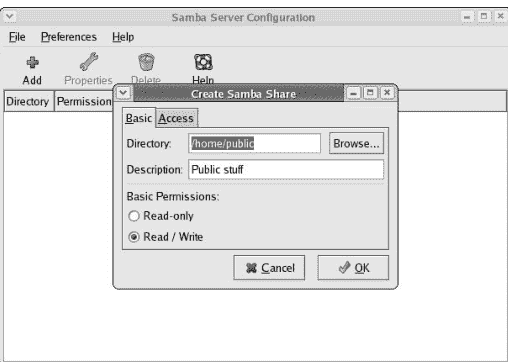 Samba Server Configuration
File Preferences Help
Add Properties Delete Help
Directory Permission
Create Samba Share
Basic Access
Directory: /home/public Browse...
Description: Public stuff
Basic Permissions:
Read-only
Read / Write
Cancel OK